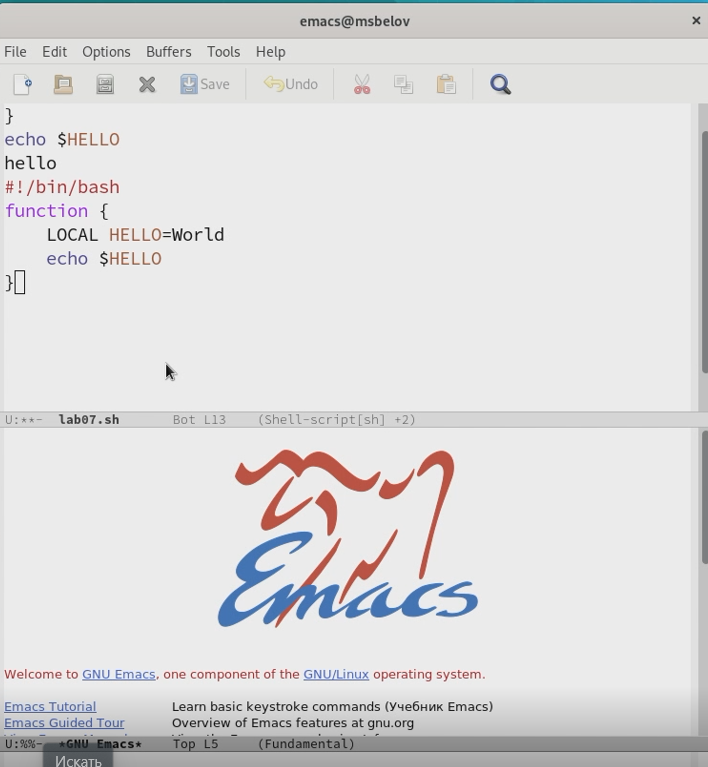 emacs@msbelov ×
File Edit Options Buffers Tools Help
Save Undo
}
echo $HELLO
hello
#!/bin/bash
function {
    LOCAL HELLO=World
    echo $HELLO
}
U:**-  lab07.sh      Bot L13   (Shell-script[sh] +2)
Emacs
Welcome to GNU Emacs, one component of the GNU/Linux operating system.
Emacs Tutorial Learn basic keystroke commands (Учебник Emacs)
Emacs Guided Tour Overview of Emacs features at gnu.org
U:%%-  *GNU Emacs*   Top L5    (Fundamental)
Искать